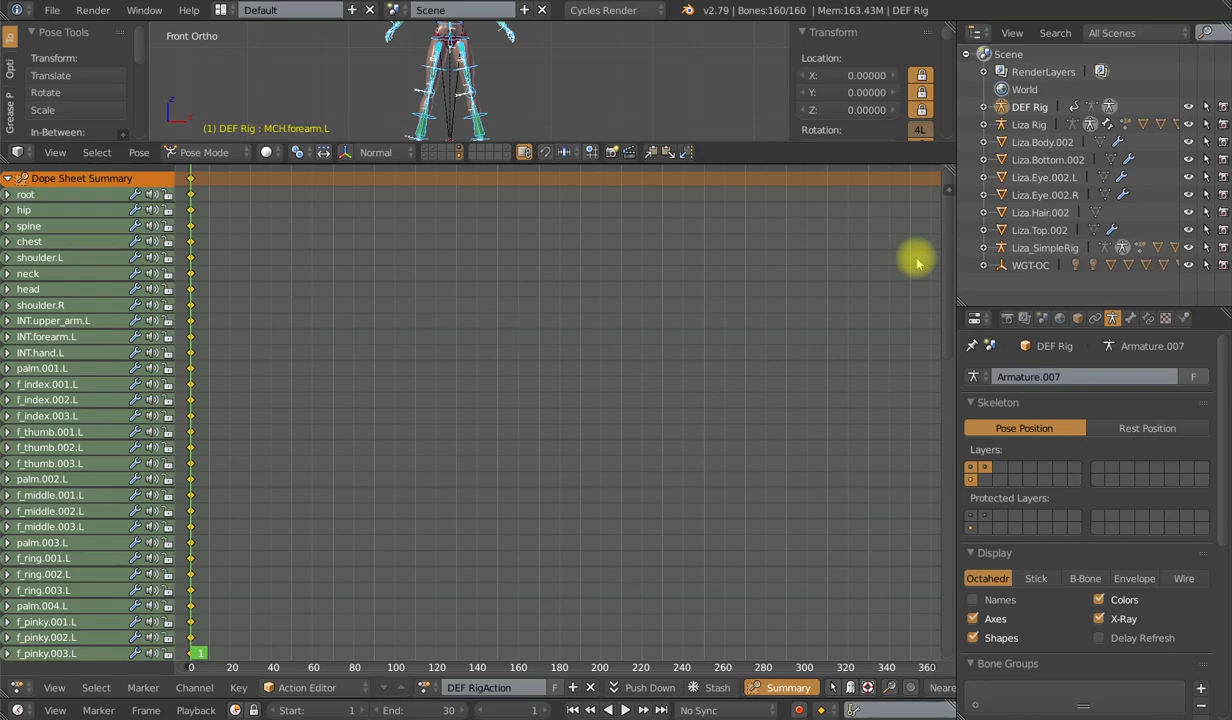 File Render Window Help Default Scene Cycles Render v2.79 | Bones:160/160 | Mem:163.43M | DEF Rig
To
Opti
Grease P
Pose Tools
Transform:
Translate
Rotate
Scale
In-Between:
Front Ortho
Z
X
(1) DEF Rig : MCH.forearm.L
Transform
Location:
X: 0.00000
Y: 0.00000
Z: 0.00000
Rotation: 4L
View Select Pose Pose Mode Normal
Dope Sheet Summary
root
hip
spine
chest
shoulder.L
neck
head
shoulder.R
INT.upper_arm.L
INT.forearm.L
INT.hand.L
palm.001.L
f_index.001.L
f_index.002.L
f_index.003.L
f_thumb.001.L
f_thumb.002.L
f_thumb.003.L
palm.002.L
f_middle.001.L
f_middle.002.L
f_middle.003.L
palm.003.L
f_ring.001.L
f_ring.002.L
f_ring.003.L
palm.004.L
f_pinky.001.L
f_pinky.002.L
f_pinky.003.L
1
0 20 40 60 80 100 120 140 160 180 200 220 240 260 280 300 320 340 360
View Select Marker Channel Key Action Editor DEF RigAction F Push Down Stash Summary Neare
View Marker Frame Playback Start: 1 End: 30 1 No Sync
View Search All Scenes
Scene
RenderLayers
World
DEF Rig
Liza Rig
Liza.Body.002
Liza.Bottom.002
Liza.Eye.002.L
Liza.Eye.002.R
Liza.Hair.002
Liza.Top.002
Liza_SimpleRig
WGT-OC
DEF Rig Armature.007
Armature.007 F
Skeleton
Pose Position Rest Position
Layers:
Protected Layers:
Display
Octahedr Stick B-Bone Envelope Wire
Names Colors
Axes X-Ray
Shapes Delay Refresh
Bone Groups